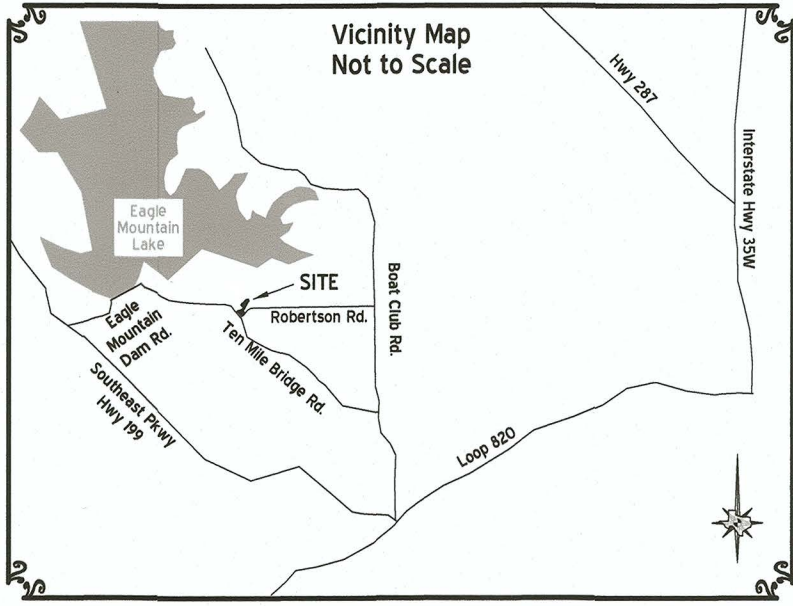 Vicinity Map
Not to Scale
Hwy 287
Interstate Hwy 35W
Eagle
Mountain
Lake
SITE
Boat Club Rd.
Robertson Rd.
Eagle
Mountain
Dam Rd.
Ten Mile Bridge Rd.
Southeast Pkwy
Hwy 199
Loop 820